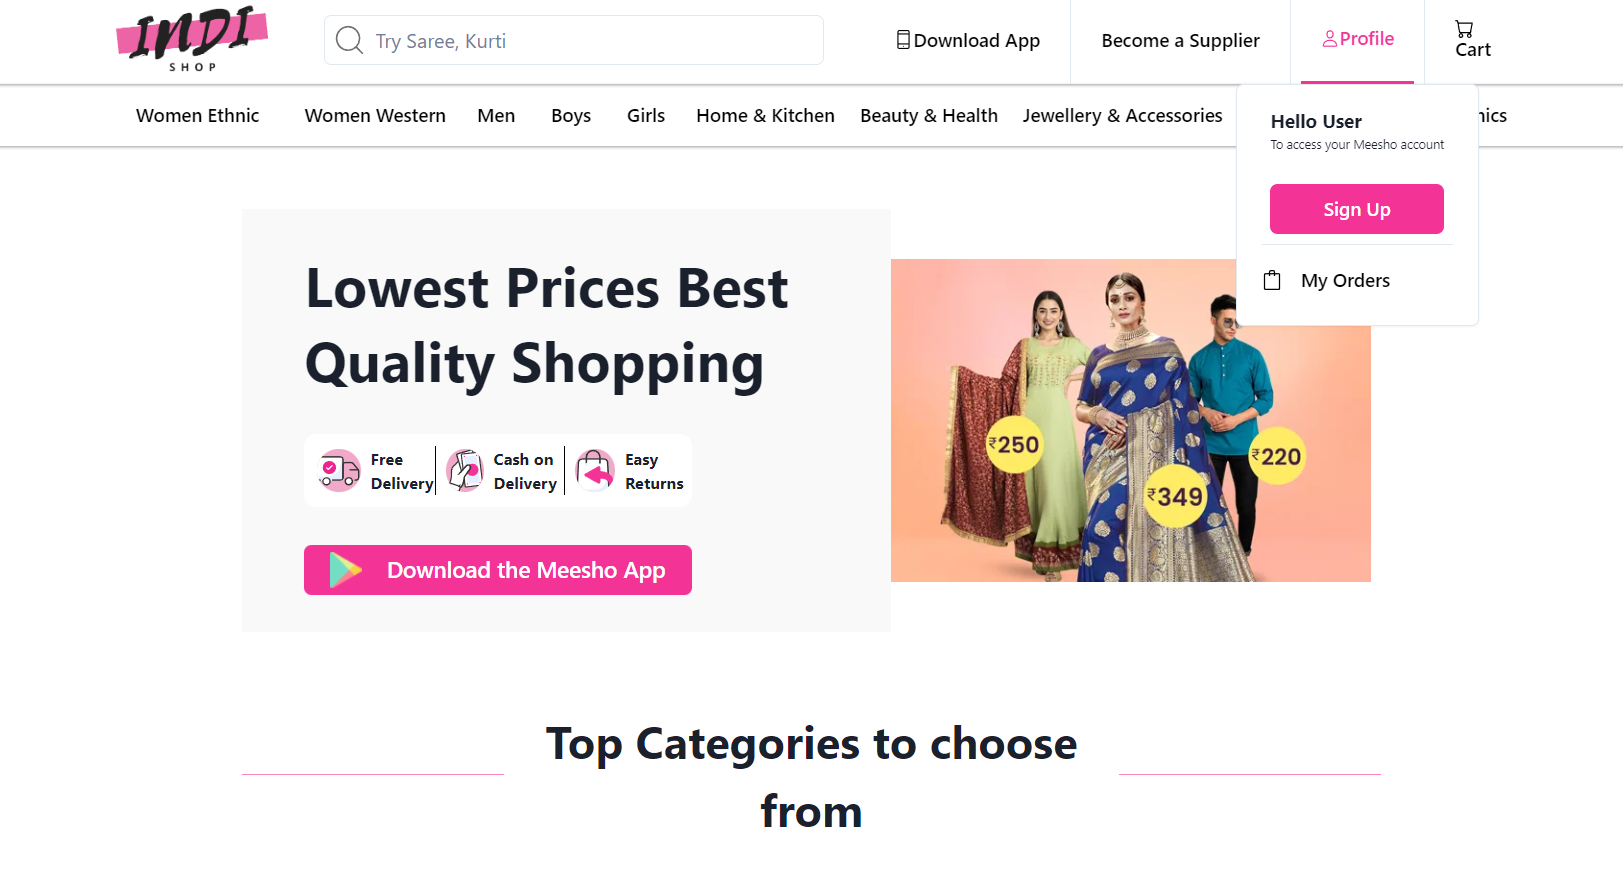 INDI
SHOP
Try Saree, Kurti
Download App
Become a Supplier
Profile
Cart
Women Ethnic
Women Western
Men
Boys
Girls
Home & Kitchen
Beauty & Health
Jewellery & Accessories
nics
Hello User
To access your Meesho account
Sign Up
My Orders
Lowest Prices Best
Quality Shopping
Free
Delivery
Cash on
Delivery
Easy
Returns
Download the Meesho App
₹250
₹349
₹220
Top Categories to choose
from